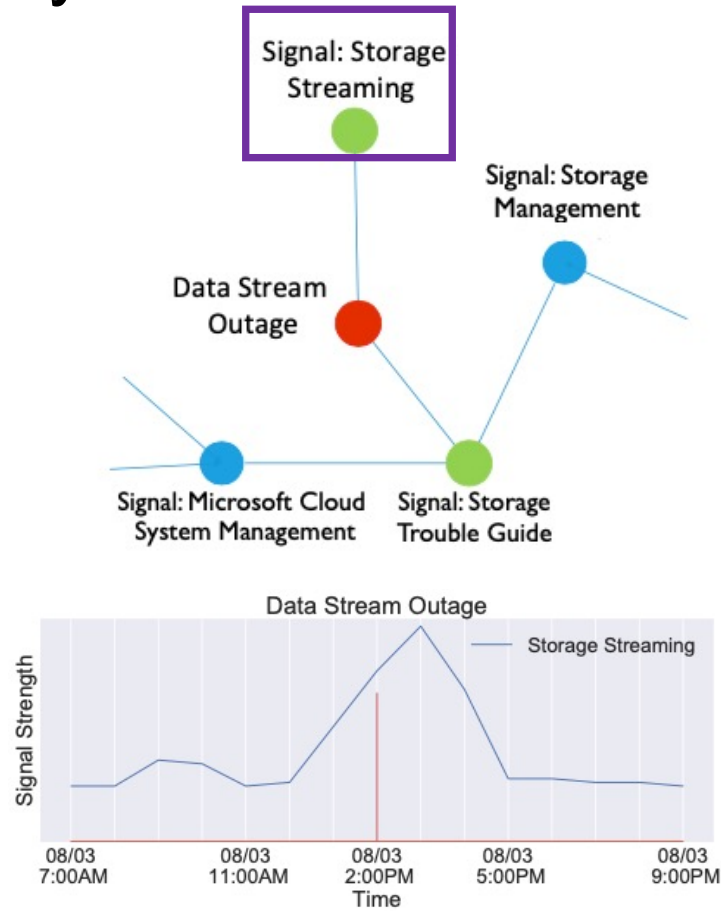 Signal: Storage
Streaming
Signal: Storage
Management
Data Stream
Outage
Signal: Microsoft Cloud
System Management
Signal: Storage
Trouble Guide
Data Stream Outage
Storage Streaming
Signal Strength
08/03
7:00AM
08/03
11:00AM
08/03
2:00PM
08/03
5:00PM
08/03
9:00PM
Time